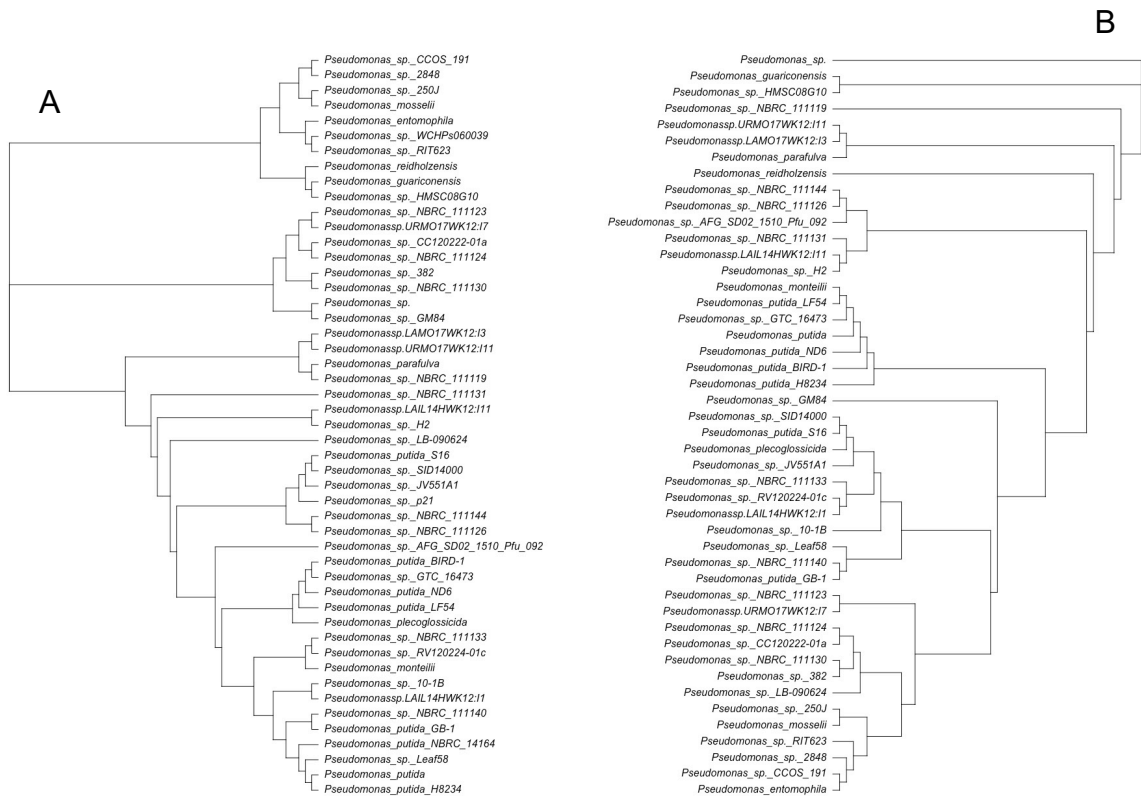 A
Pseudomonas_sp._CCOS_191
Pseudomonas_sp._2848
Pseudomonas_sp._250J
Pseudomonas_mosselii
Pseudomonas_entomophila
Pseudomonas_sp._WCHPs060039
Pseudomonas_sp._RIT623
Pseudomonas_reidholzensis
Pseudomonas_guariconensis
Pseudomonas_sp._HMSC08G10
Pseudomonas_sp._NBRC_111123
Pseudomonassp.URMO17WK12:I7
Pseudomonas_sp._CC120222-01a
Pseudomonas_sp._NBRC_111124
Pseudomonas_sp._382
Pseudomonas_sp._NBRC_111130
Pseudomonas_sp.
Pseudomonas_sp._GM84
Pseudomonassp.LAMO17WK12:I3
Pseudomonassp.URMO17WK12:I11
Pseudomonas_parafulva
Pseudomonas_sp._NBRC_111119
Pseudomonas_sp._NBRC_111131
Pseudomonassp.LAIL14HWK12:I11
Pseudomonas_sp._H2
Pseudomonas_sp._LB-090624
Pseudomonas_putida_S16
Pseudomonas_sp._SID14000
Pseudomonas_sp._JV551A1
Pseudomonas_sp._p21
Pseudomonas_sp._NBRC_111144
Pseudomonas_sp._NBRC_111126
Pseudomonas_sp._AFG_SD02_1510_Pfu_092
Pseudomonas_putida_BIRD-1
Pseudomonas_sp._GTC_16473
Pseudomonas_putida_ND6
Pseudomonas_putida_LF54
Pseudomonas_plecoglossicida
Pseudomonas_sp._NBRC_111133
Pseudomonas_sp._RV120224-01c
Pseudomonas_monteilii
Pseudomonas_sp._10-1B
Pseudomonassp.LAIL14HWK12:I1
Pseudomonas_sp._NBRC_111140
Pseudomonas_putida_GB-1
Pseudomonas_putida_NBRC_14164
Pseudomonas_sp._Leaf58
Pseudomonas_putida
Pseudomonas_putida_H8234
B
Pseudomonas_sp.
Pseudomonas_guariconensis
Pseudomonas_sp._HMSC08G10
Pseudomonas_sp._NBRC_111119
Pseudomonassp.URMO17WK12:I11
Pseudomonassp.LAMO17WK12:I3
Pseudomonas_parafulva
Pseudomonas_reidholzensis
Pseudomonas_sp._NBRC_111144
Pseudomonas_sp._NBRC_111126
Pseudomonas_sp._AFG_SD02_1510_Pfu_092
Pseudomonas_sp._NBRC_111131
Pseudomonassp.LAIL14HWK12:I11
Pseudomonas_sp._H2
Pseudomonas_monteilii
Pseudomonas_putida_LF54
Pseudomonas_sp._GTC_16473
Pseudomonas_putida
Pseudomonas_putida_ND6
Pseudomonas_putida_BIRD-1
Pseudomonas_putida_H8234
Pseudomonas_sp._GM84
Pseudomonas_sp._SID14000
Pseudomonas_putida_S16
Pseudomonas_plecoglossicida
Pseudomonas_sp._JV551A1
Pseudomonas_sp._NBRC_111133
Pseudomonas_sp._RV120224-01c
Pseudomonassp.LAIL14HWK12:I1
Pseudomonas_sp._10-1B
Pseudomonas_sp._Leaf58
Pseudomonas_sp._NBRC_111140
Pseudomonas_putida_GB-1
Pseudomonas_sp._NBRC_111123
Pseudomonassp.URMO17WK12:I7
Pseudomonas_sp._NBRC_111124
Pseudomonas_sp._CC120222-01a
Pseudomonas_sp._NBRC_111130
Pseudomonas_sp._382
Pseudomonas_sp._LB-090624
Pseudomonas_sp._250J
Pseudomonas_mosselii
Pseudomonas_sp._RIT623
Pseudomonas_sp._2848
Pseudomonas_sp._CCOS_191
Pseudomonas_entomophila